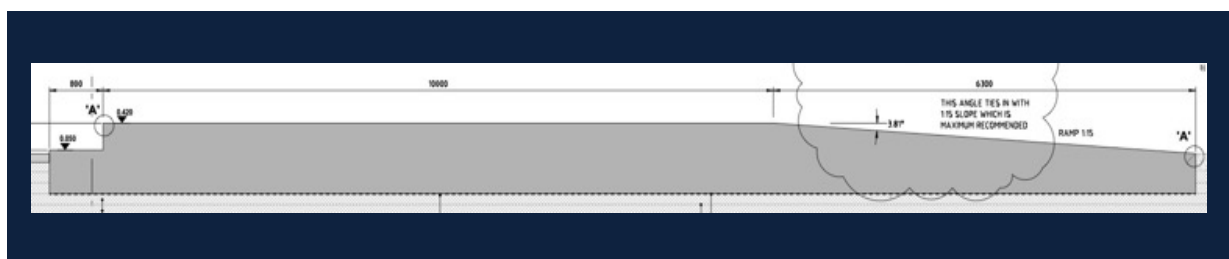 800
10000
6300
"A"
0.420
0.050
3.81°
THIS ANGLE TIES IN WITH
1:15 SLOPE WHICH IS
MAXIMUM RECOMMENDED
RAMP 1:15
"A"